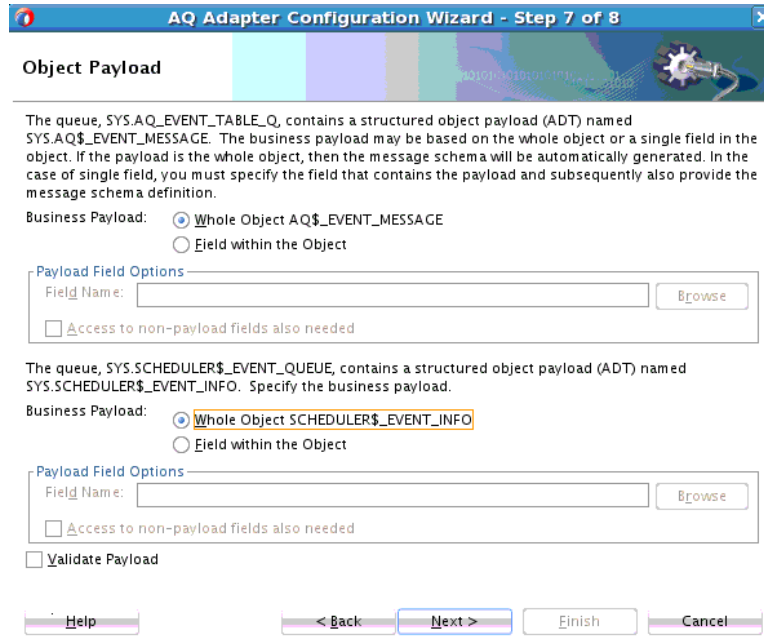 AQ Adapter Configuration Wizard - Step 7 of 8
Object Payload
The queue, SYS.AQ_EVENT_TABLE_Q, contains a structured object payload (ADT) named
SYS.AQ$_EVENT_MESSAGE.  The business payload may be based on the whole object or a single field in the
object. If the payload is the whole object, then the message schema will be automatically generated. In the
case of single field, you must specify the field that contains the payload and subsequently also provide the
message schema definition.
Business Payload:
Whole Object AQ$_EVENT_MESSAGE
Field within the Object
Payload Field Options
Field Name:
Browse
Access to non-payload fields also needed
The queue, SYS.SCHEDULER$_EVENT_QUEUE, contains a structured object payload (ADT) named
SYS.SCHEDULER$_EVENT_INFO.  Specify the business payload.
Business Payload:
Whole Object SCHEDULER$_EVENT_INFO
Field within the Object
Payload Field Options
Field Name:
Browse
Access to non-payload fields also needed
Validate Payload
Help
< Back
Next >
Finish
Cancel